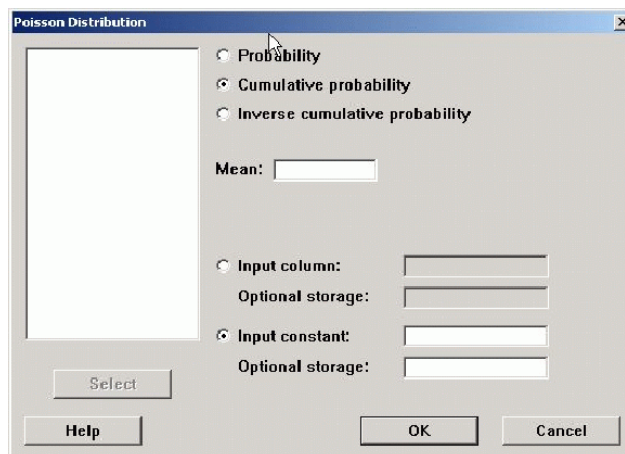 Poisson Distribution
Probability
Cumulative probability
Inverse cumulative probability
Mean:
Input column:
Optional storage:
Input constant:
Optional storage:
Select
Help
OK
Cancel